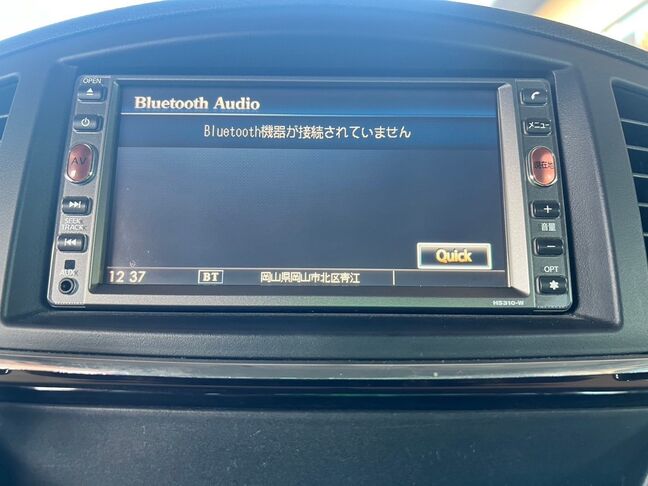 OPEN
Bluetooth Audio
Bluetooth機器が接続されていません
AV
メニュー
現在地
SEEK
TRACK
音量
Quick
AUX
12 37
BT
岡山県岡山市北区青江
OPT
HS310-W